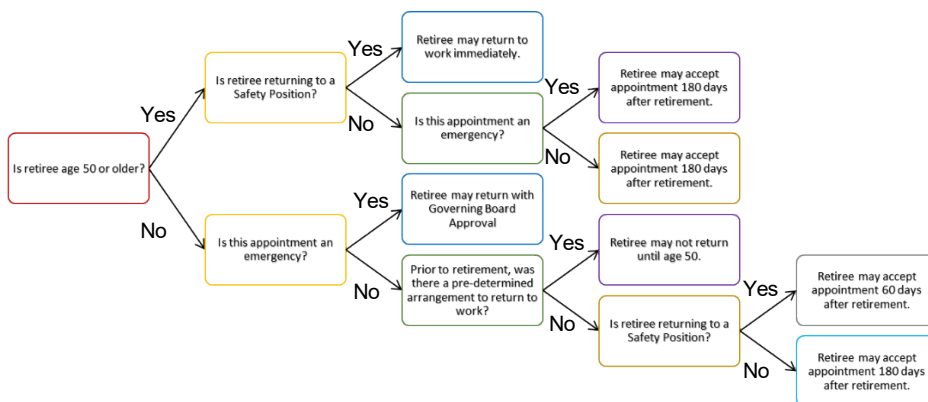 Yes
Retiree may return to
work immediately.
Is retiree returning to a
Safety Position?
Yes
Retiree may accept
appointment 180 days
after retirement.
Yes
No
Is this appointment an
emergency?
No
Retiree may accept
appointment 180 days
after retirement.
Is retiree age 50 or older?
No
Is this appointment an
emergency?
Yes
Retiree may return with
Governing Board
Approval
No
Prior to retirement, was
there a pre-determined
arrangement to return to
work?
Yes
Retiree may not return
until age 50.
No
Is retiree returning to a
Safety Position?
Yes
Retiree may accept
appointment 60 days
after retirement.
No
Retiree may accept
appointment 180 days
after retirement.